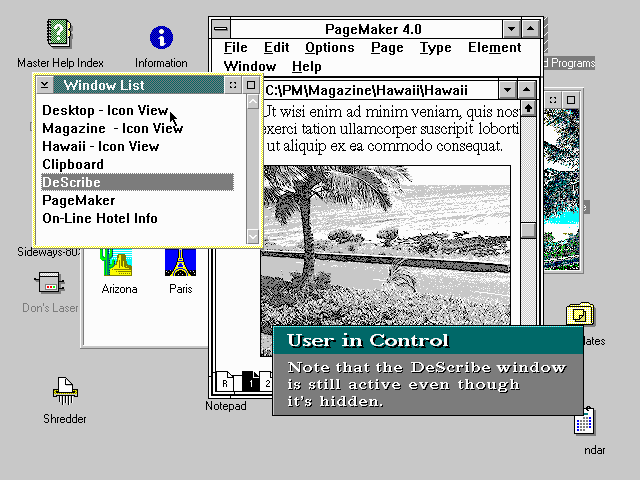 Master Help Index
Information
PageMaker 4.0
File Edit Options Page Type Element
Window Help
d Programs
Window List
C:\PM\Magazine\Hawaii\Hawaii
Desktop - Icon View
Magazine - Icon View
Hawaii - Icon View
Clipboard
DeScribe
PageMaker
On-Line Hotel Info
Ut wisi enim ad minim veniam, quis nost
exerci tation ullamcorper suscipit loborti
ut aliquip ex ea commodo consequat.
Sideways-803
Arizona
Paris
Don's Laser
User in Control
Note that the DeScribe window
is still active even though
it's hidden.
lates
R 1 2
Notepad
Shredder
ndar